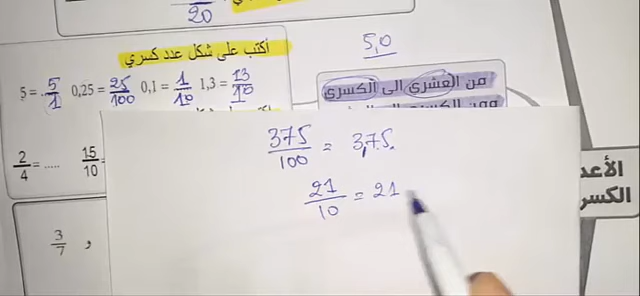 20
5,0
أكتب على شكل عدد كسري
5 = 5/1 0,25 = 25/100 0,1 = 1/10 1,3 = 13/10
من العشري الى الكسري
2/4 = ..... 15/10 =
375/100 = 3,75.
21/10 = 21
3/7 ,
الأعد
الكسر